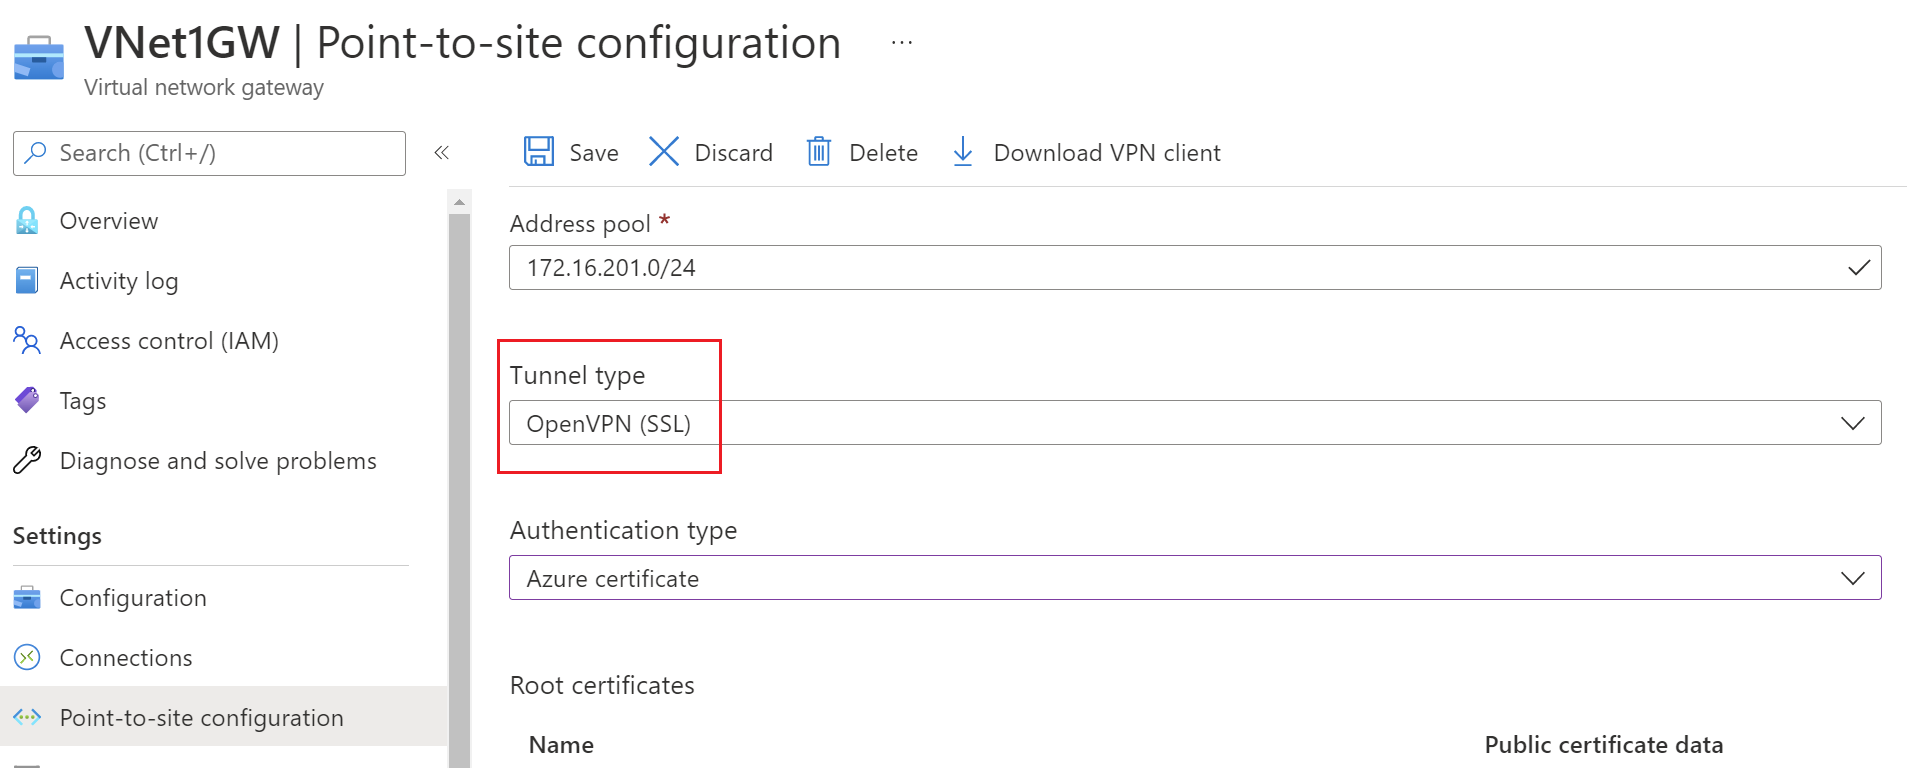 VNet1GW | Point-to-site configuration ...
Virtual network gateway
Search (Ctrl+/)
«
Save
Discard
Delete
Download VPN client
Overview
Activity log
Access control (IAM)
Tags
Diagnose and solve problems
Settings
Configuration
Connections
Point-to-site configuration
Address pool *
172.16.201.0/24
Tunnel type
OpenVPN (SSL)
Authentication type
Azure certificate
Root certificates
Name
Public certificate data